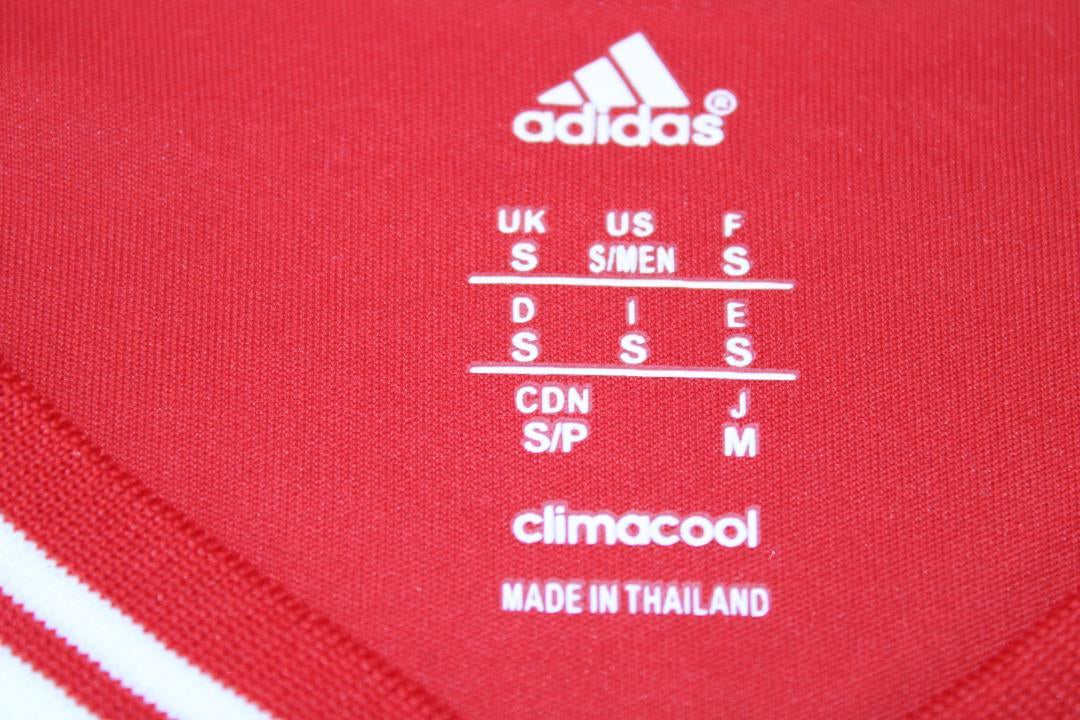 adidas®
UK US F
S S/MEN S
D I E
S S S
CDN J
S/P M
climacool
MADE IN THAILAND